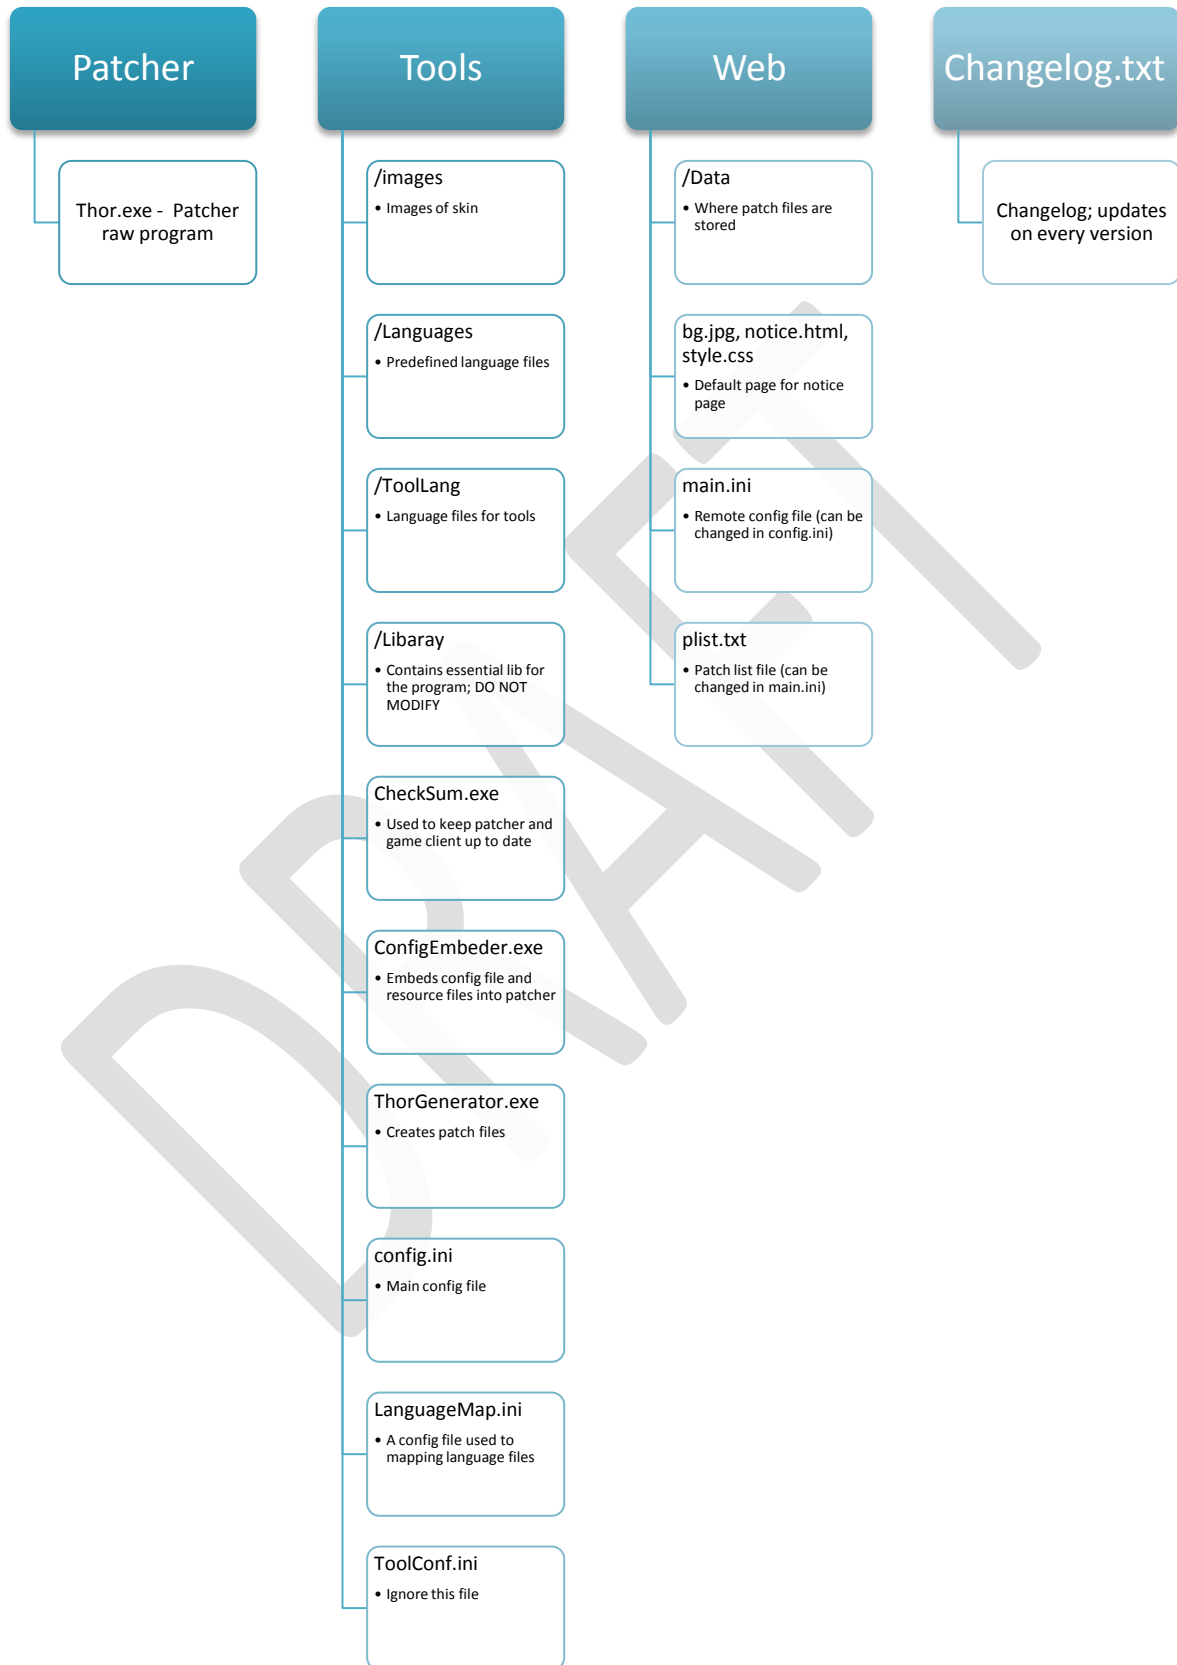 Patcher
Thor.exe -  Patcher
raw program
Tools
/images
• Images of skin
/Languages
• Predefined language files
/ToolLang
• Language files for tools
/Libaray
• Contains essential lib for
the program; DO NOT
MODIFY
CheckSum.exe
• Used to keep patcher and
game client up to date
ConfigEmbeder.exe
• Embeds config file and
resource files into patcher
ThorGenerator.exe
• Creates patch files
config.ini
• Main config file
LanguageMap.ini
• A config file used to
mapping language files
ToolConf.ini
• Ignore this file
Web
/Data
• Where patch files are
stored
bg.jpg, notice.html,
style.css
• Default page for notice
page
main.ini
• Remote config file (can be
changed in config.ini)
plist.txt
• Patch list file (can be
changed in main.ini)
Changelog.txt
Changelog; updates
on every version
DRAFT